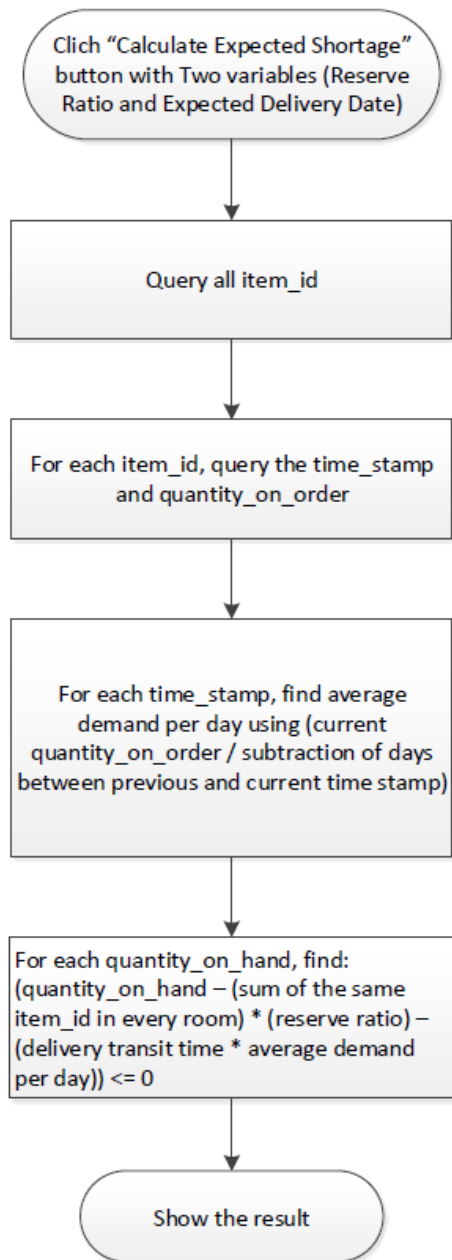 Clich “Calculate Expected Shortage”
button with Two variables (Reserve
Ratio and Expected Delivery Date)
Query all item_id
For each item_id, query the time_stamp
and quantity_on_order
For each time_stamp, find average
demand per day using (current
quantity_on_order / subtraction of days
between previous and current time stamp)
For each quantity_on_hand, find:
(quantity_on_hand – (sum of the same
item_id in every room) * (reserve ratio) –
(delivery transit time * average demand
per day)) <= 0
Show the result